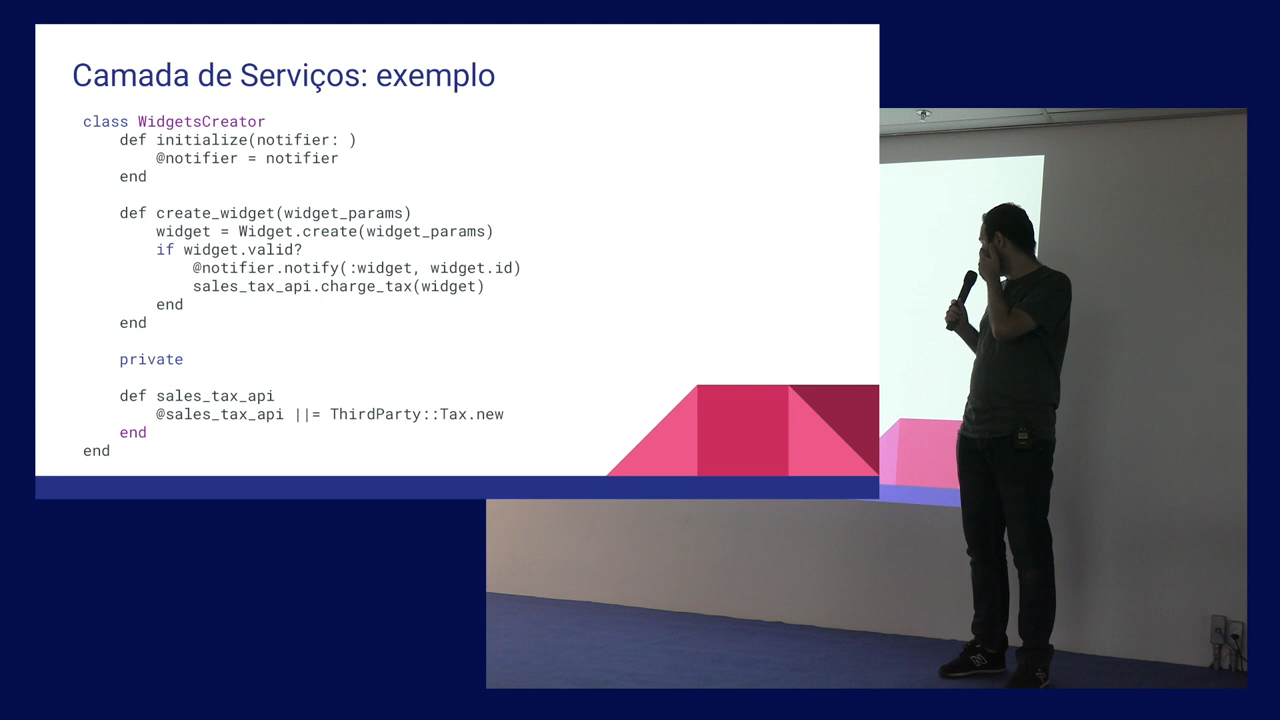 Camada de Serviços: exemplo
class WidgetsCreator
    def initialize(notifier: )
        @notifier = notifier
    end
    def create_widget(widget_params)
        widget = Widget.create(widget_params)
        if widget.valid?
            @notifier.notify(:widget, widget.id)
            sales_tax_api.charge_tax(widget)
        end
    end
    private
    def sales_tax_api
        @sales_tax_api ||= ThirdParty::Tax.new
    end
end